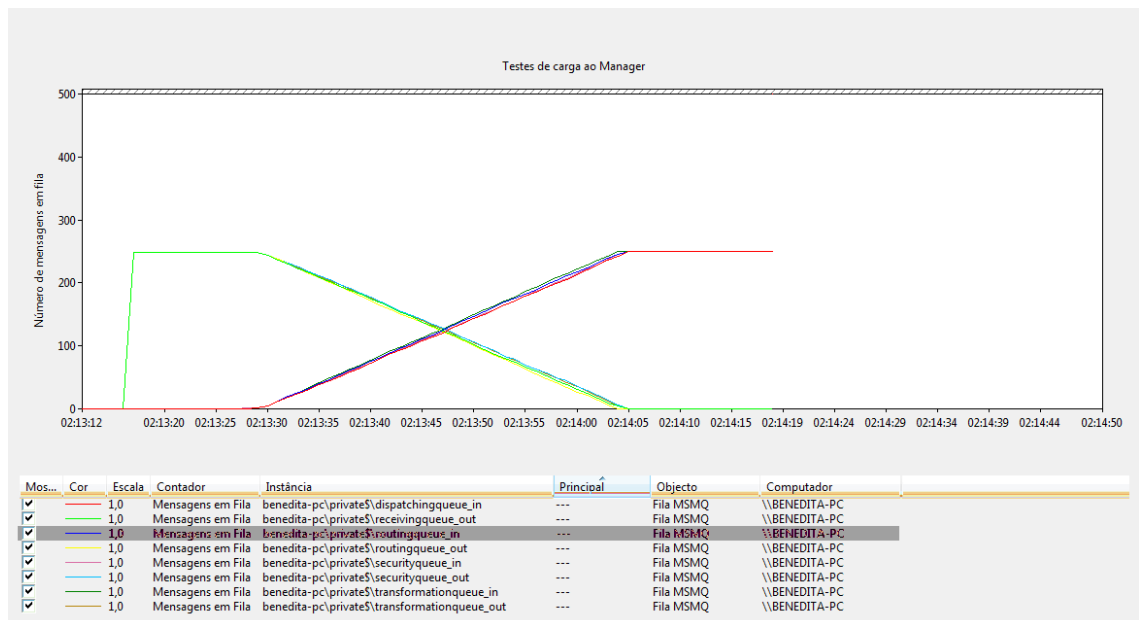 Testes de carga ao Manager
Número de mensagens em fila
500
400
300
200
100
0
02:13:12 02:13:20 02:13:25 02:13:30 02:13:35 02:13:40 02:13:45 02:13:50 02:13:55 02:14:00 02:14:05 02:14:10 02:14:15 02:14:19 02:14:24 02:14:29 02:14:34 02:14:39 02:14:44 02:14:50
Mos... Cor Escala Contador Instância Principal Objecto Computador
1,0 Mensagens em Fila benedita-pc\private$\dispatchingqueue_in --- Fila MSMQ \\BENEDITA-PC
1,0 Mensagens em Fila benedita-pc\private$\receivingqueue_out --- Fila MSMQ \\BENEDITA-PC
1,0 Mensagens em Fila benedita-pc\private$\routingqueue_in --- Fila MSMQ \\BENEDITA-PC
1,0 Mensagens em Fila benedita-pc\private$\routingqueue_out --- Fila MSMQ \\BENEDITA-PC
1,0 Mensagens em Fila benedita-pc\private$\securityqueue_in --- Fila MSMQ \\BENEDITA-PC
1,0 Mensagens em Fila benedita-pc\private$\securityqueue_out --- Fila MSMQ \\BENEDITA-PC
1,0 Mensagens em Fila benedita-pc\private$\transformationqueue_in --- Fila MSMQ \\BENEDITA-PC
1,0 Mensagens em Fila benedita-pc\private$\transformationqueue_out --- Fila MSMQ \\BENEDITA-PC